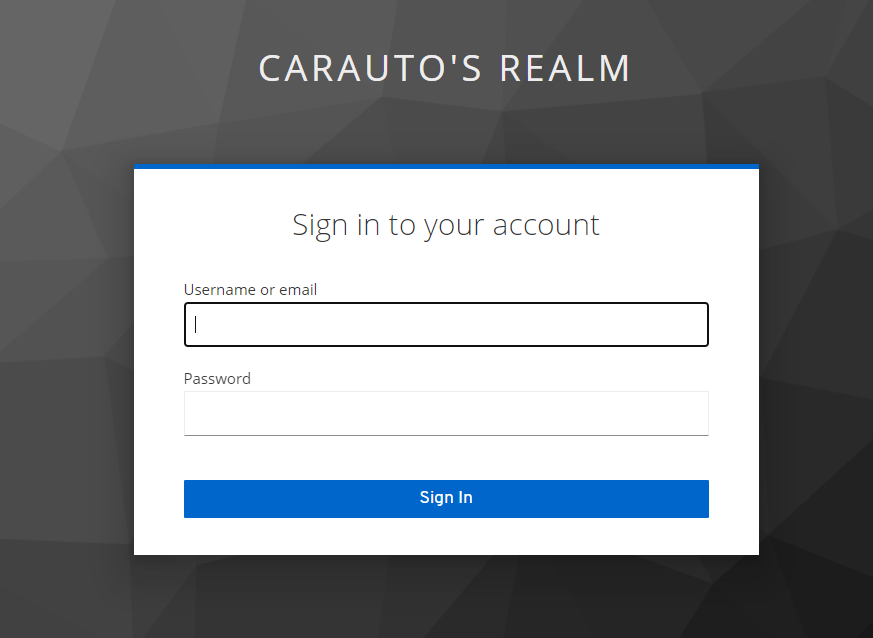 CARAUTO'S REALM
Sign in to your account
Username or email
Password
Sign In